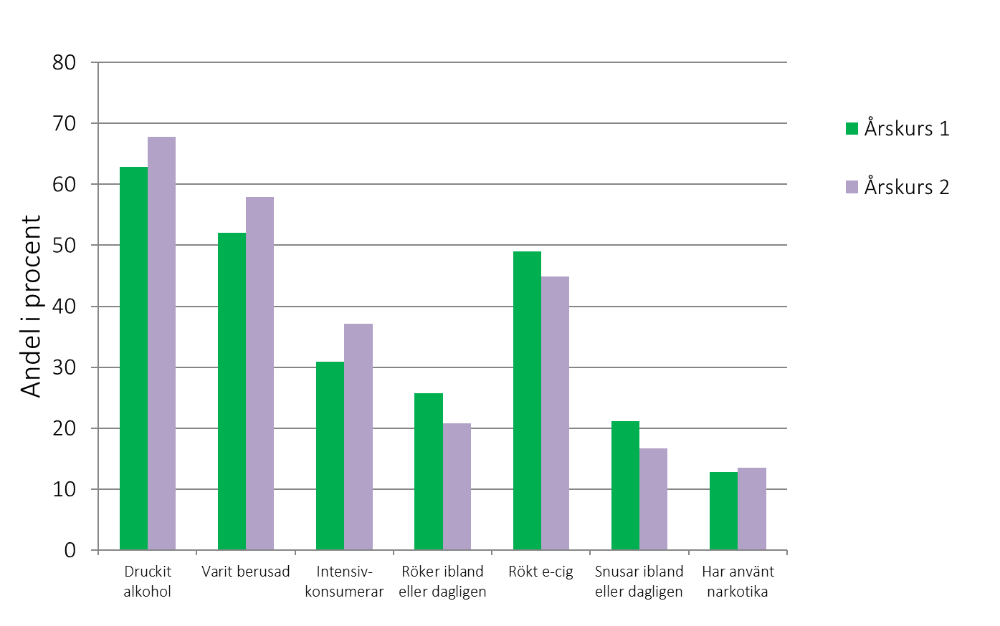 Andel i procent
80
70
60
50
40
30
20
10
0
Druckit
alkohol
Varit berusad
Intensiv-
konsumerar
Röker ibland
eller dagligen
Rökt e-cig
Snusar ibland
eller dagligen
Har använt
narkotika
Årskurs 1
Årskurs 2